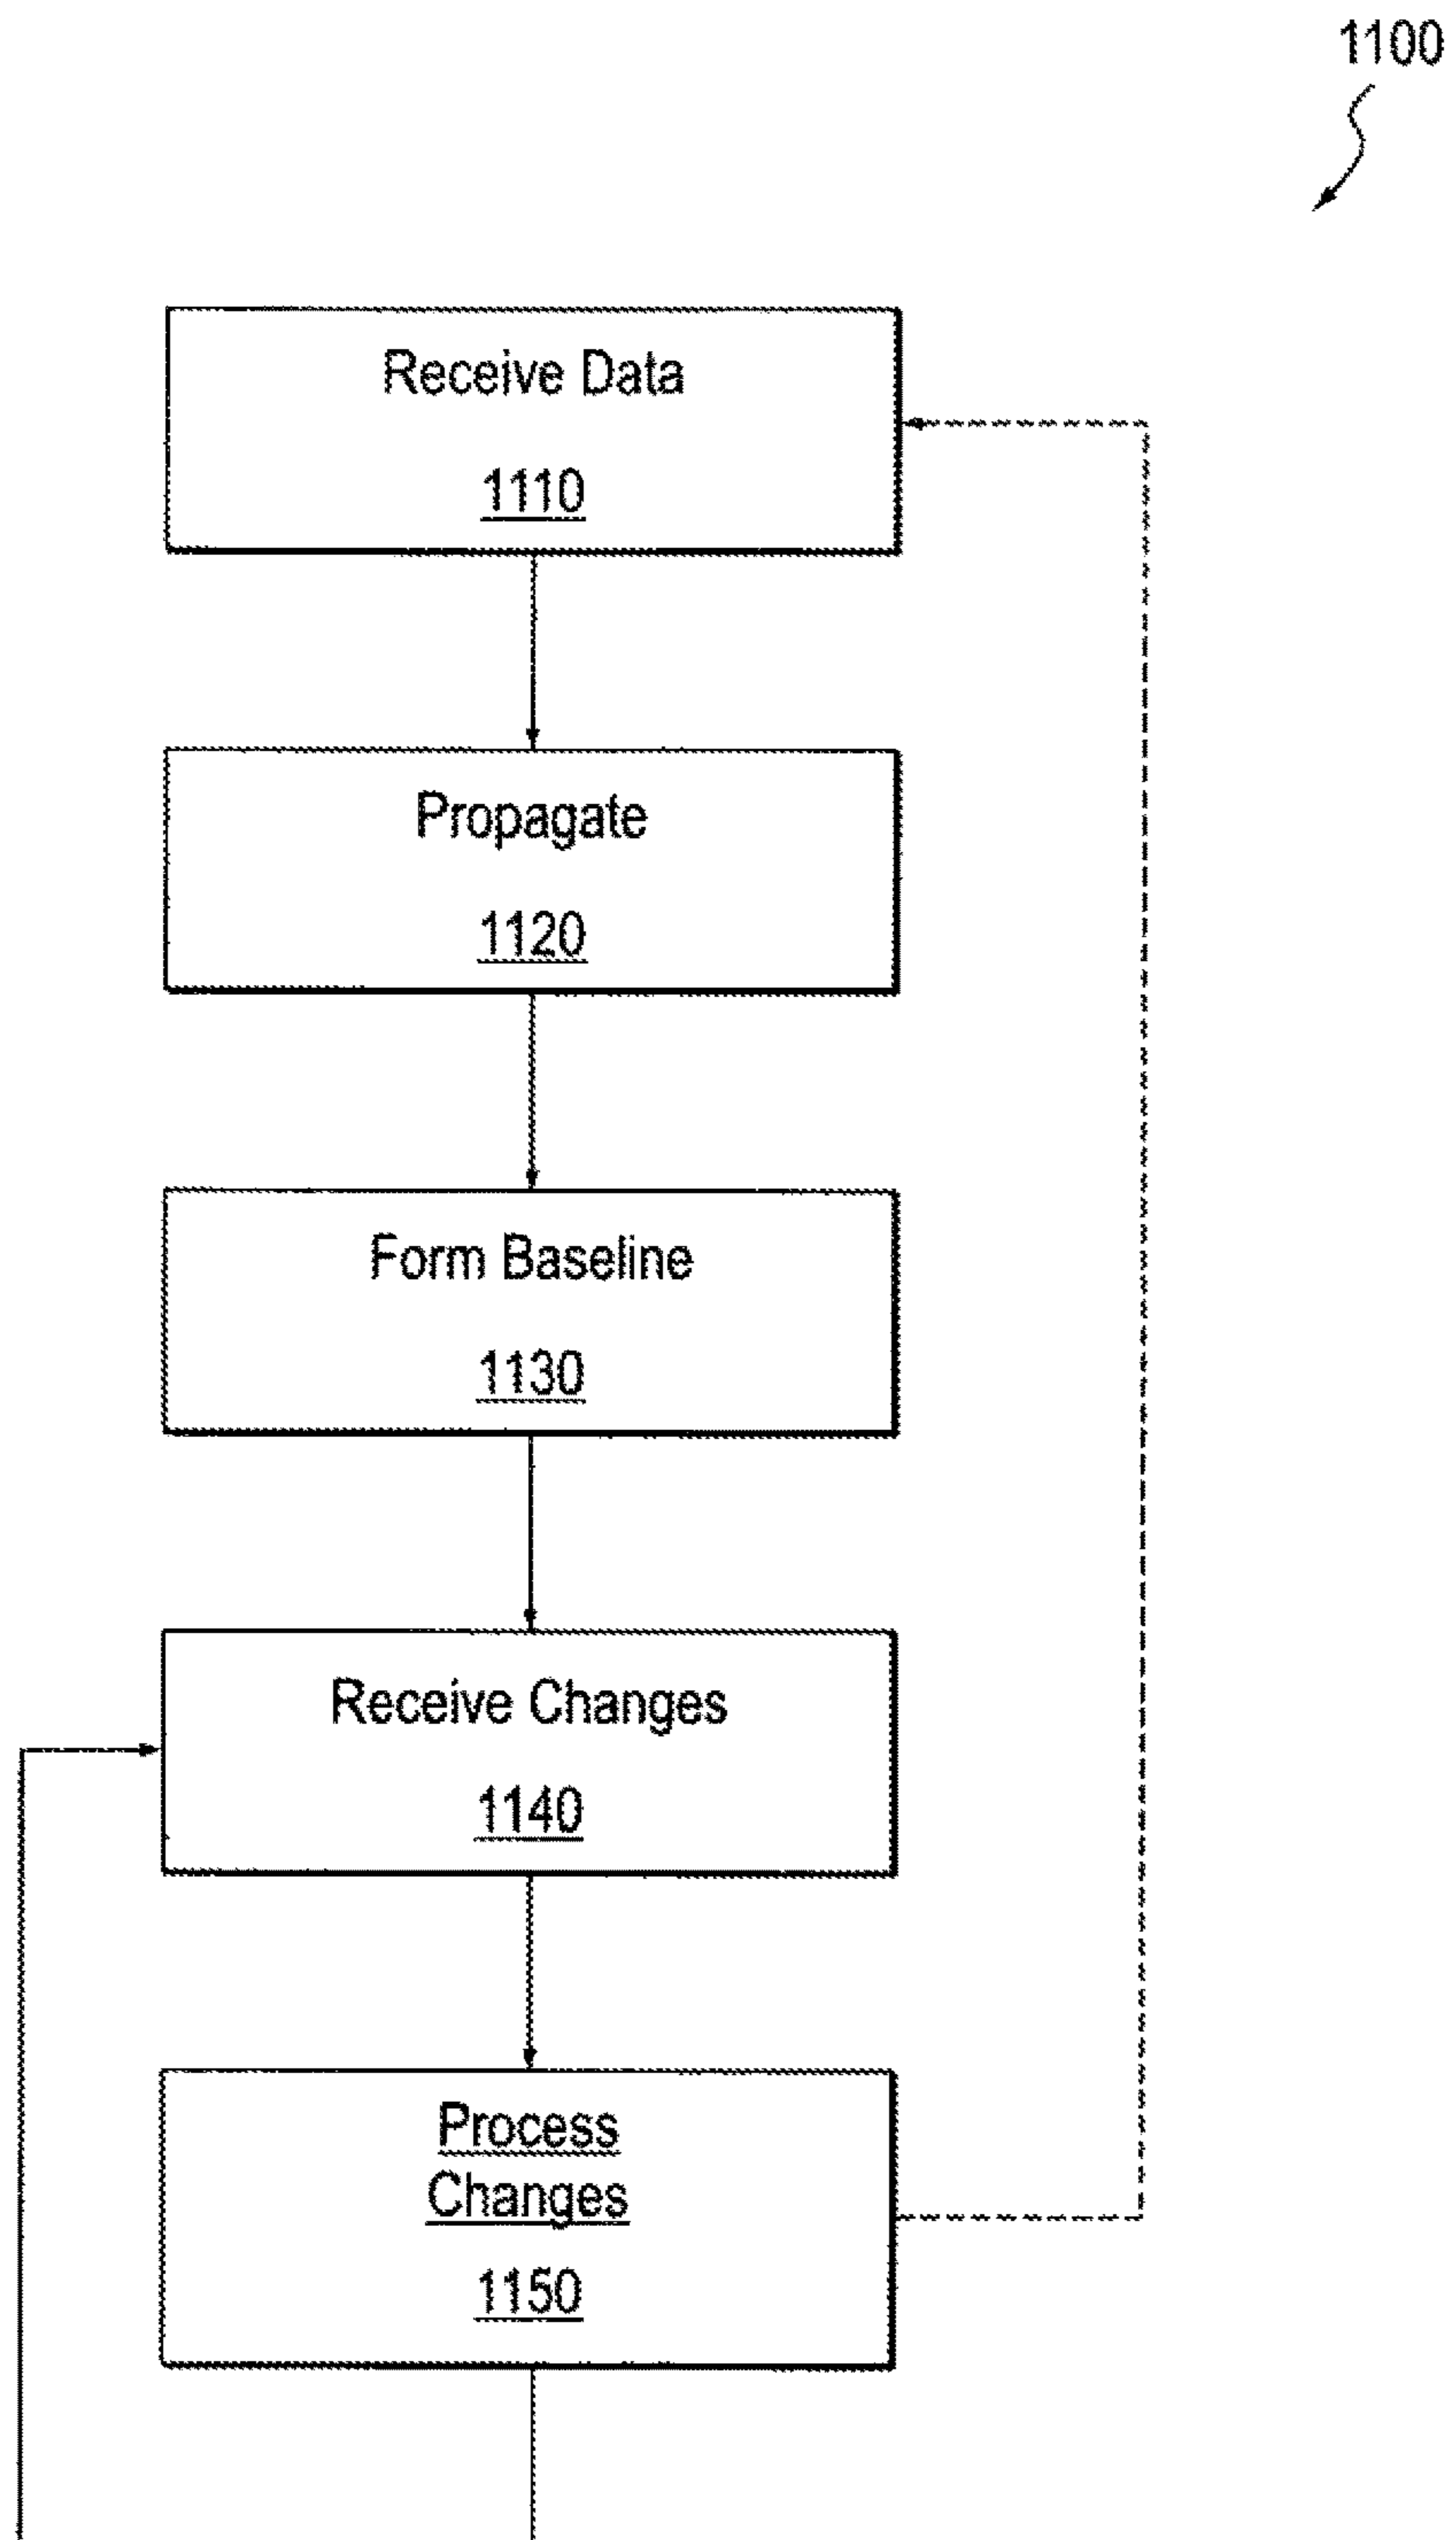 1100
Receive Data
1110
Propagate
1120
Form Baseline
1130
Receive Changes
1140
Process
Changes
1150